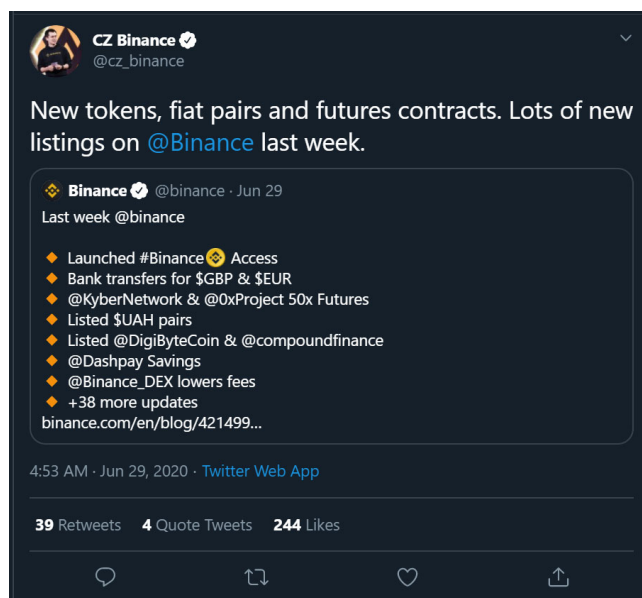 CZ Binance
@cz_binance
New tokens, fiat pairs and futures contracts. Lots of new
listings on @Binance last week.
Binance @binance · Jun 29
Last week @binance
🔸 Launched #Binance Access
🔸 Bank transfers for $GBP & $EUR
🔸 @KyberNetwork & @0xProject 50x Futures
🔸 Listed $UAH pairs
🔸 Listed @DigiByteCoin & @compoundfinance
🔸 @Dashpay Savings
🔸 @Binance_DEX lowers fees
🔸 +38 more updates
binance.com/en/blog/421499...
4:53 AM · Jun 29, 2020 · Twitter Web App
39 Retweets 4 Quote Tweets 244 Likes